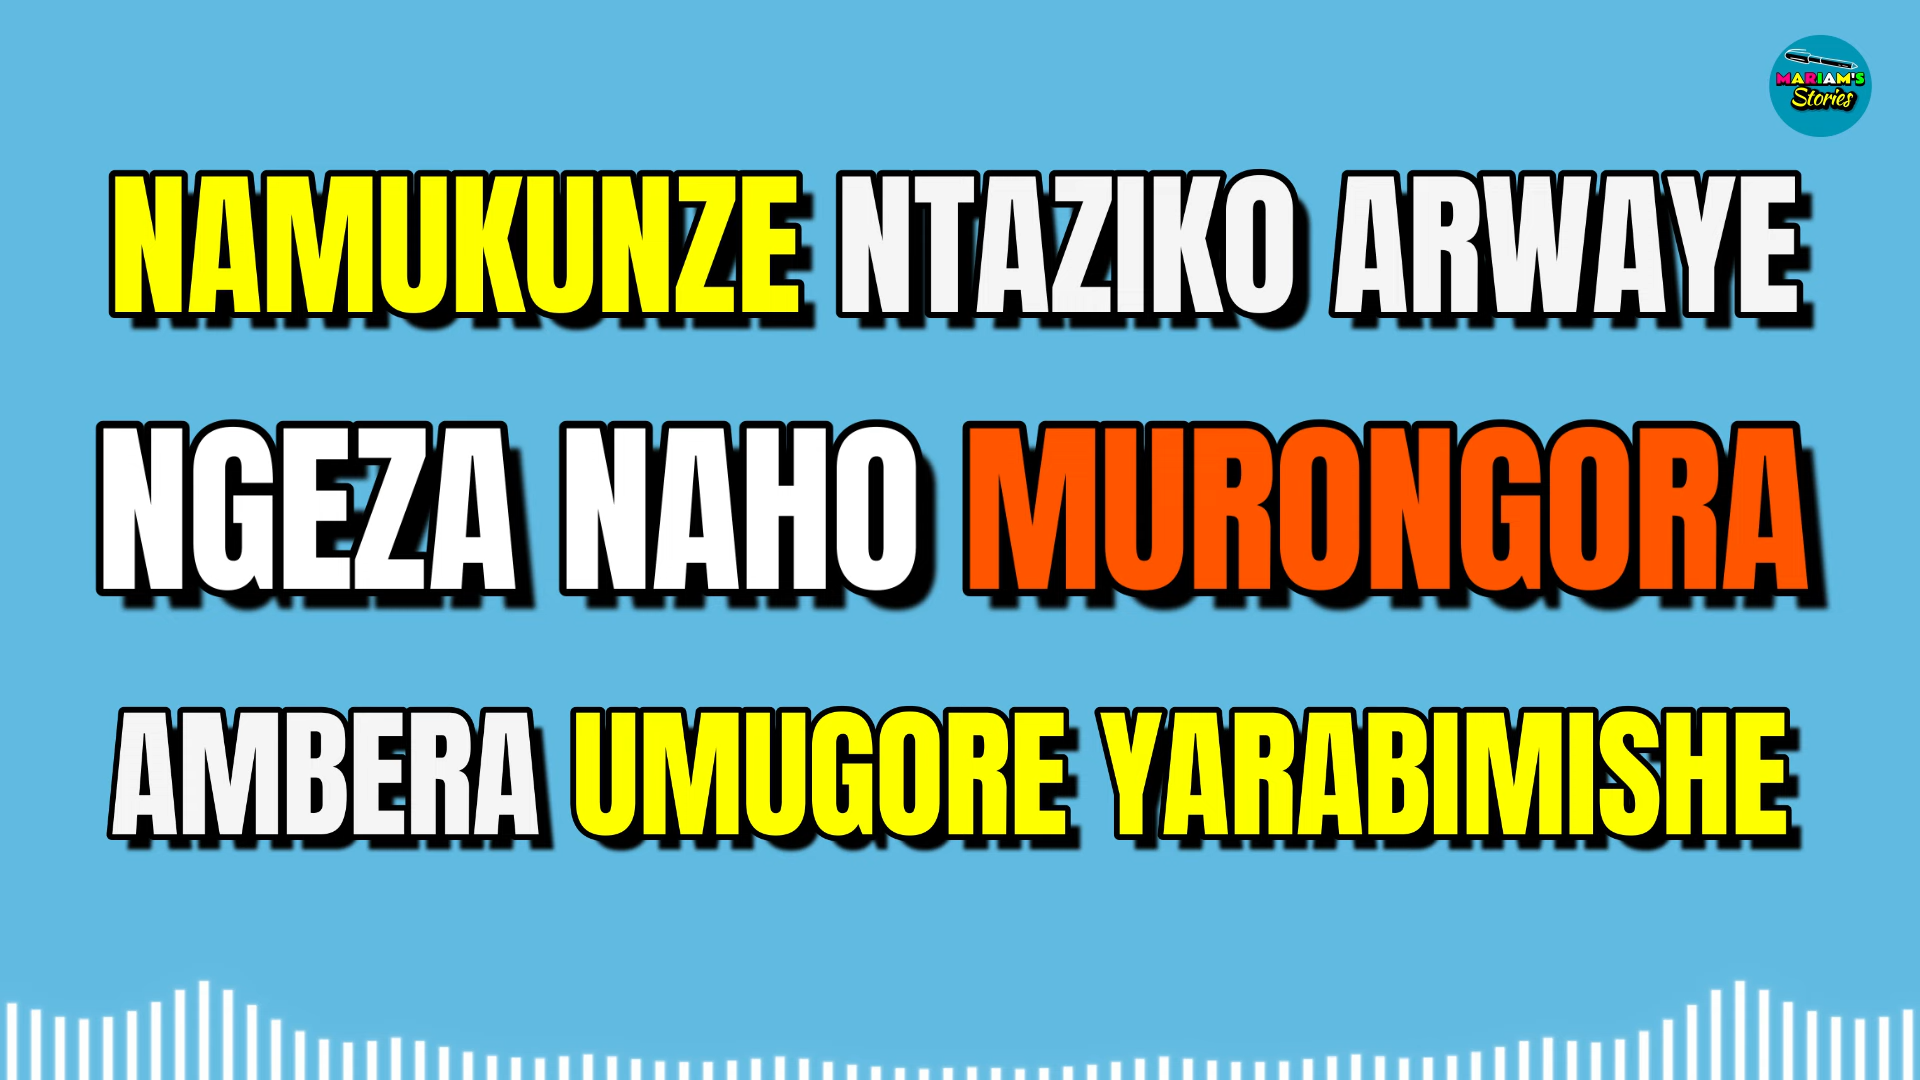 MARIAM'S
Stories
NAMUKUNZE NTAZIKO ARWAYE
NGEZA NAHO MURONGORA
AMBERA UMUGORE YARABIMISHE